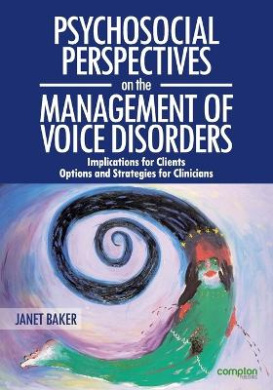 PSYCHOSOCIAL
PERSPECTIVES
on the
MANAGEMENT OF
VOICE DISORDERS
Implications for Clients
Options and Strategies for Clinicians
JANET BAKER
compton